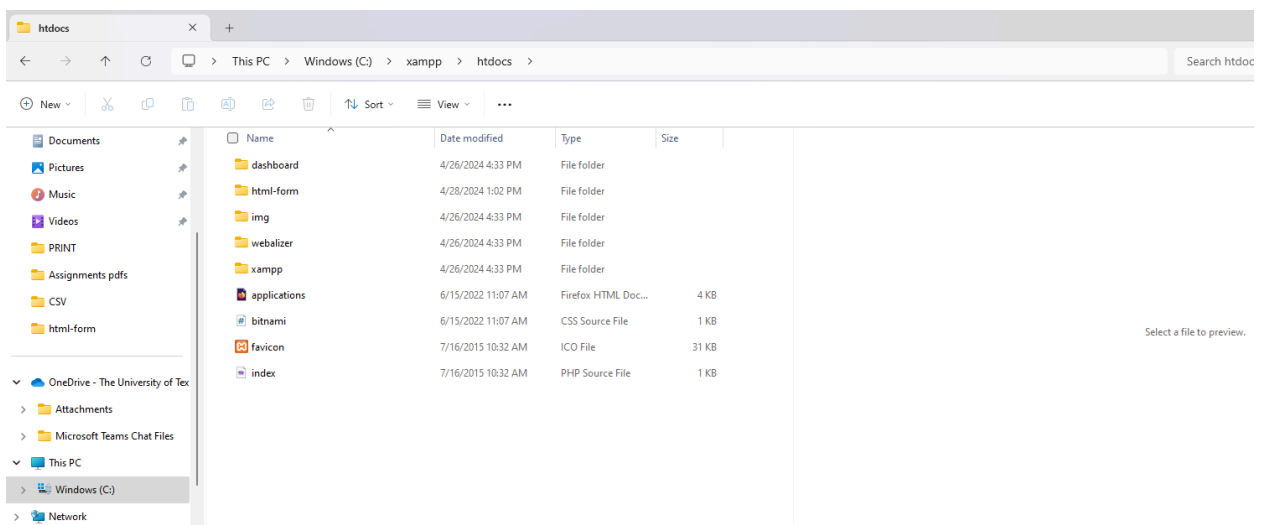 htdocs
This PC > Windows (C:) > xampp > htdocs >
Search htdoc
New
Sort
View
Documents
Pictures
Music
Videos
PRINT
Assignments pdfs
CSV
html-form
OneDrive - The University of Tex
Attachments
Microsoft Teams Chat Files
This PC
Windows (C:)
Network
Name Date modified Type Size
dashboard 4/26/2024 4:33 PM File folder
html-form 4/28/2024 1:02 PM File folder
img 4/26/2024 4:33 PM File folder
webalizer 4/26/2024 4:33 PM File folder
xampp 4/26/2024 4:33 PM File folder
applications 6/15/2022 11:07 AM Firefox HTML Doc... 4 KB
bitnami 6/15/2022 11:07 AM CSS Source File 1 KB
favicon 7/16/2015 10:32 AM ICO File 31 KB
index 7/16/2015 10:32 AM PHP Source File 1 KB
Select a file to preview.